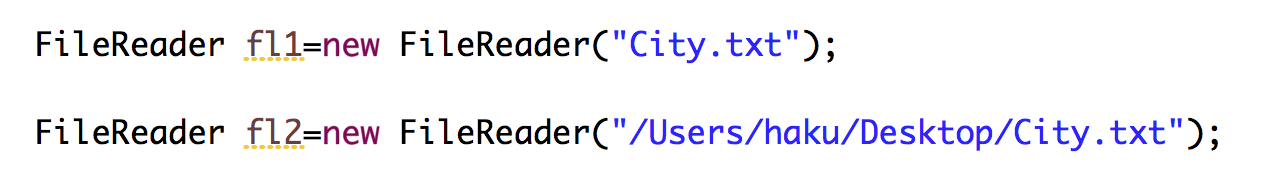 FileReader fl1=new FileReader("City.txt");
FileReader fl2=new FileReader("/Users/haku/Desktop/City.txt");